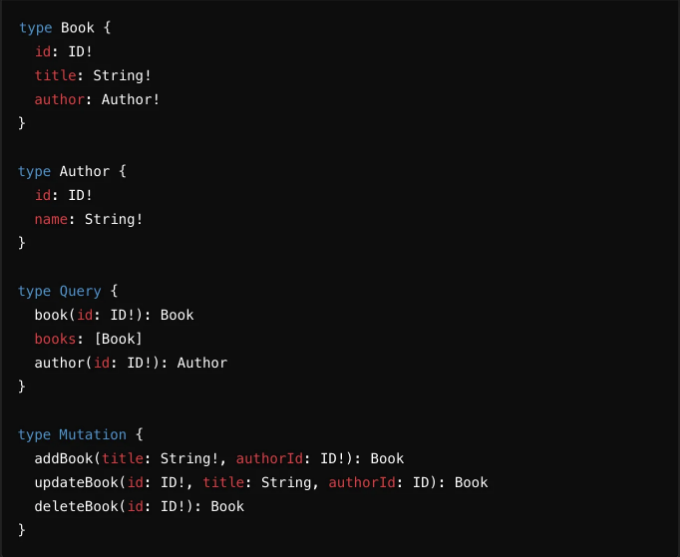 type Book {
  id: ID!
  title: String!
  author: Author!
}

type Author {
  id: ID!
  name: String!
}

type Query {
  book(id: ID!): Book
  books: [Book]
  author(id: ID!): Author
}

type Mutation {
  addBook(title: String!, authorId: ID!): Book
  updateBook(id: ID!, title: String, authorId: ID): Book
  deleteBook(id: ID!): Book
}